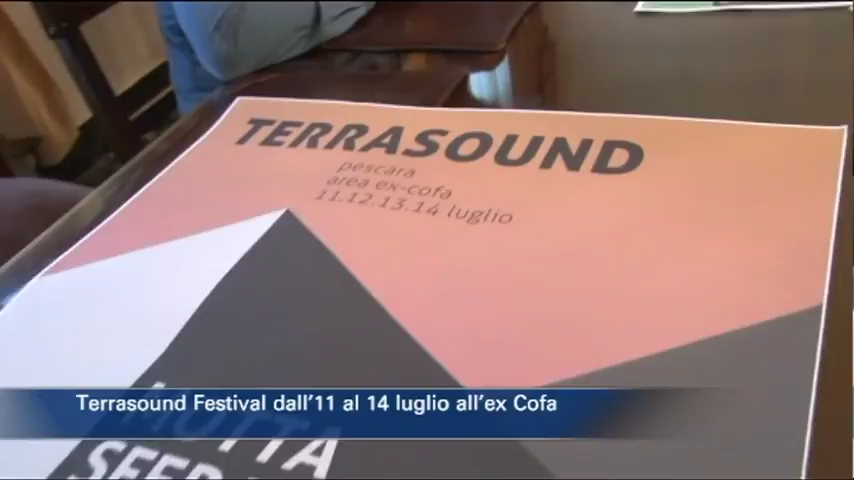 TERRASOUND
pescara
area ex-cofa
11.12.13.14 luglio
Terrasound Festival dall'11 al 14 luglio all'ex Cofa
MOTTA